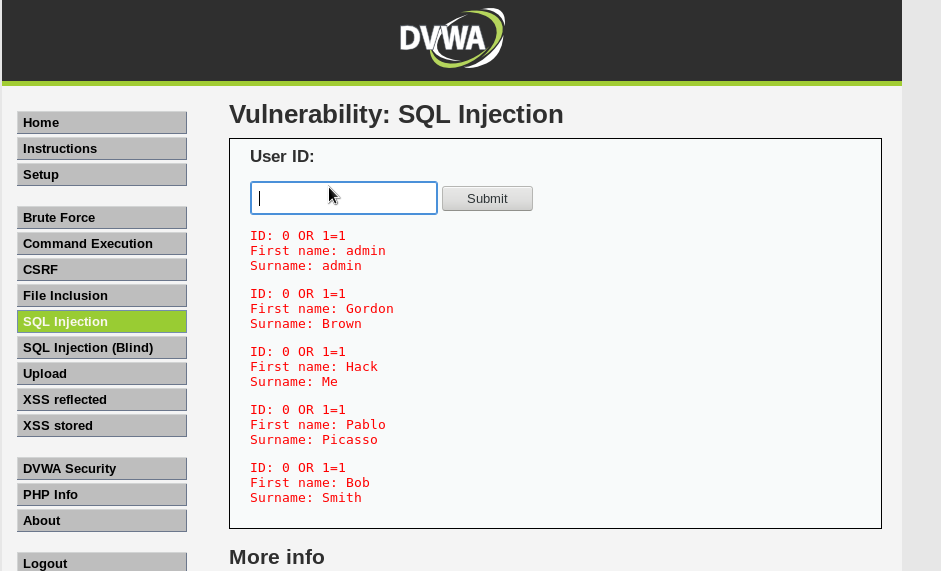 DVWA
Home
Instructions
Setup
Brute Force
Command Execution
CSRF
File Inclusion
SQL Injection
SQL Injection (Blind)
Upload
XSS reflected
XSS stored
DVWA Security
PHP Info
About
Logout
Vulnerability: SQL Injection
User ID:
Submit
ID: 0 OR 1=1
First name: admin
Surname: admin
ID: 0 OR 1=1
First name: Gordon
Surname: Brown
ID: 0 OR 1=1
First name: Hack
Surname: Me
ID: 0 OR 1=1
First name: Pablo
Surname: Picasso
ID: 0 OR 1=1
First name: Bob
Surname: Smith
More info